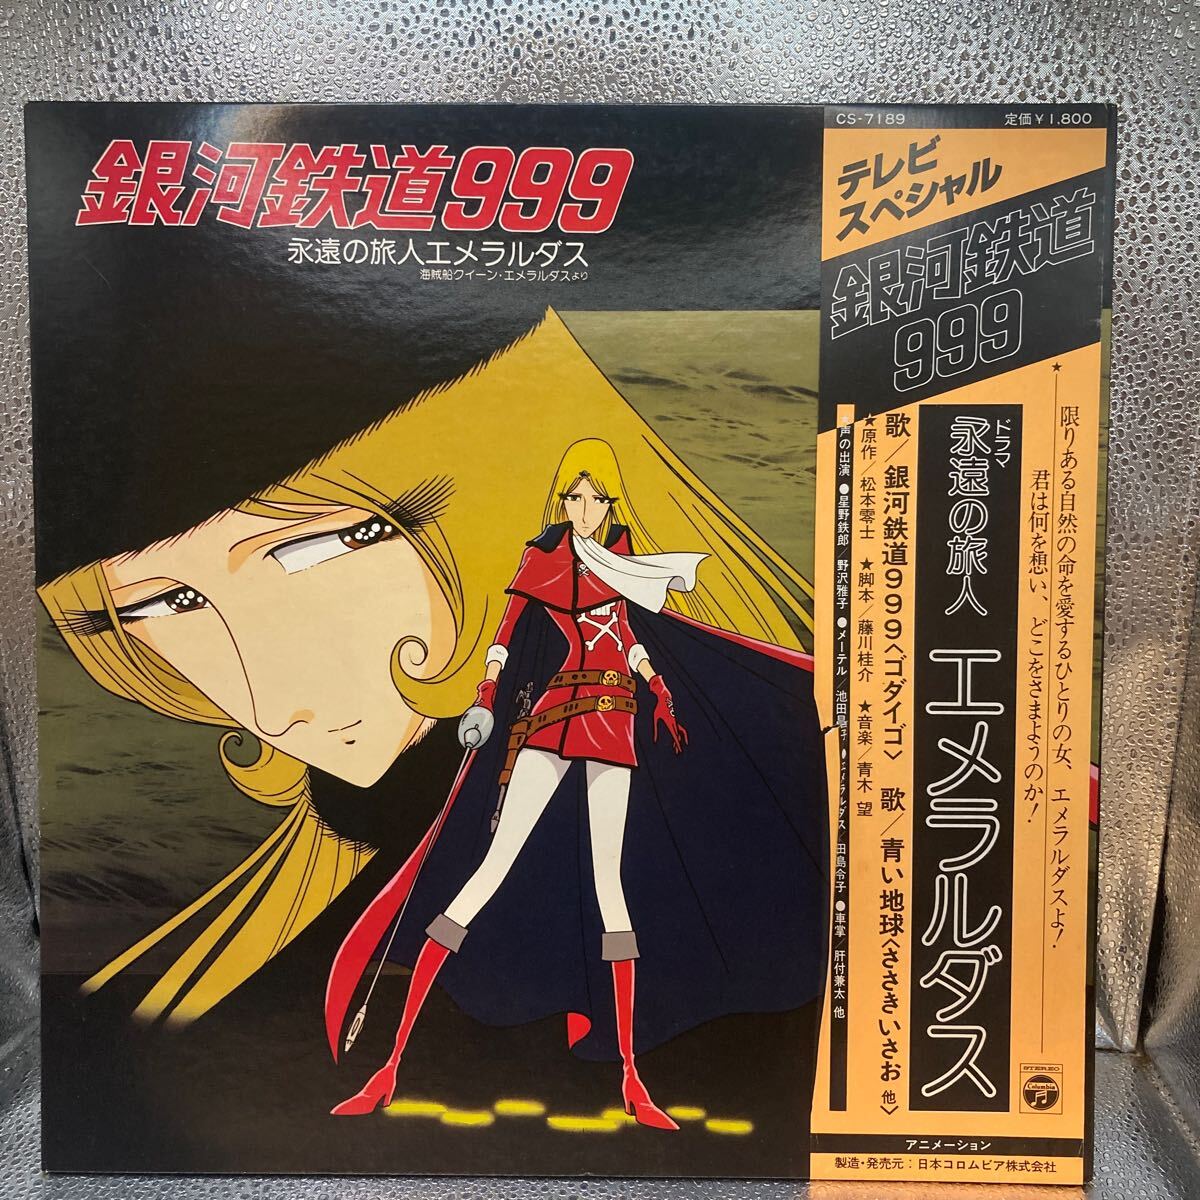 銀河鉄道999
永遠の旅人エメラルダス
海賊船クイーン・エメラルダスより
CS-7189 定価￥1,800
テレビ
スペシャル
銀河鉄道
999
★限りある自然の命を愛するひとりの女、エメラルダスよ!
君は何を想い、どこをさまようのか!
ドラマ
永遠の旅人 エメラルダス
歌/銀河鉄道999<ゴダイゴ> 歌/青い地球<ささきいさお 他>
★原作/松本零士 ★脚本/藤川桂介 ★音楽/青木 望
★声の出演 ●星野鉄郎/野沢雅子 ●メーテル/池田昌子 ●エメラルダス/田島令子 ●車掌/肝付兼太 他
STEREO
Columbia
アニメーション
製造・発売元：日本コロムビア株式会社